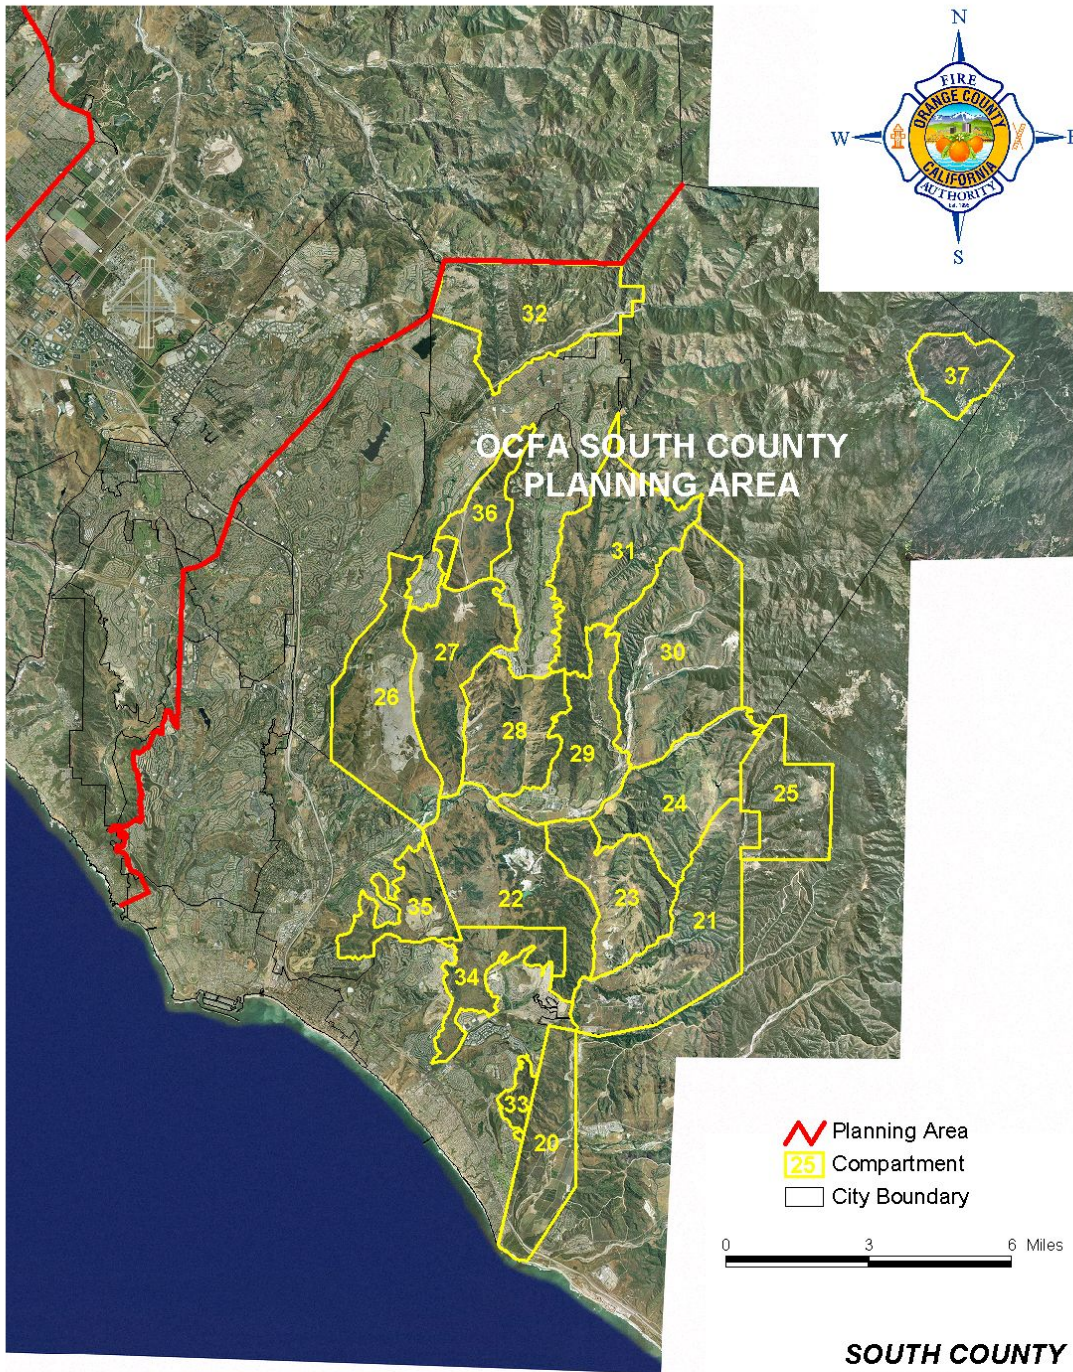 N
FIRE
ORANGE COUNTY
W
E
CALIFORNIA
AUTHORITY
S
32
37
OCFA SOUTH COUNTY
PLANNING AREA
36
31
27
30
26
28
29
24
25
22
23
35
21
34
33
20
Planning Area
25 Compartment
City Boundary
0 3 6 Miles
SOUTH COUNTY